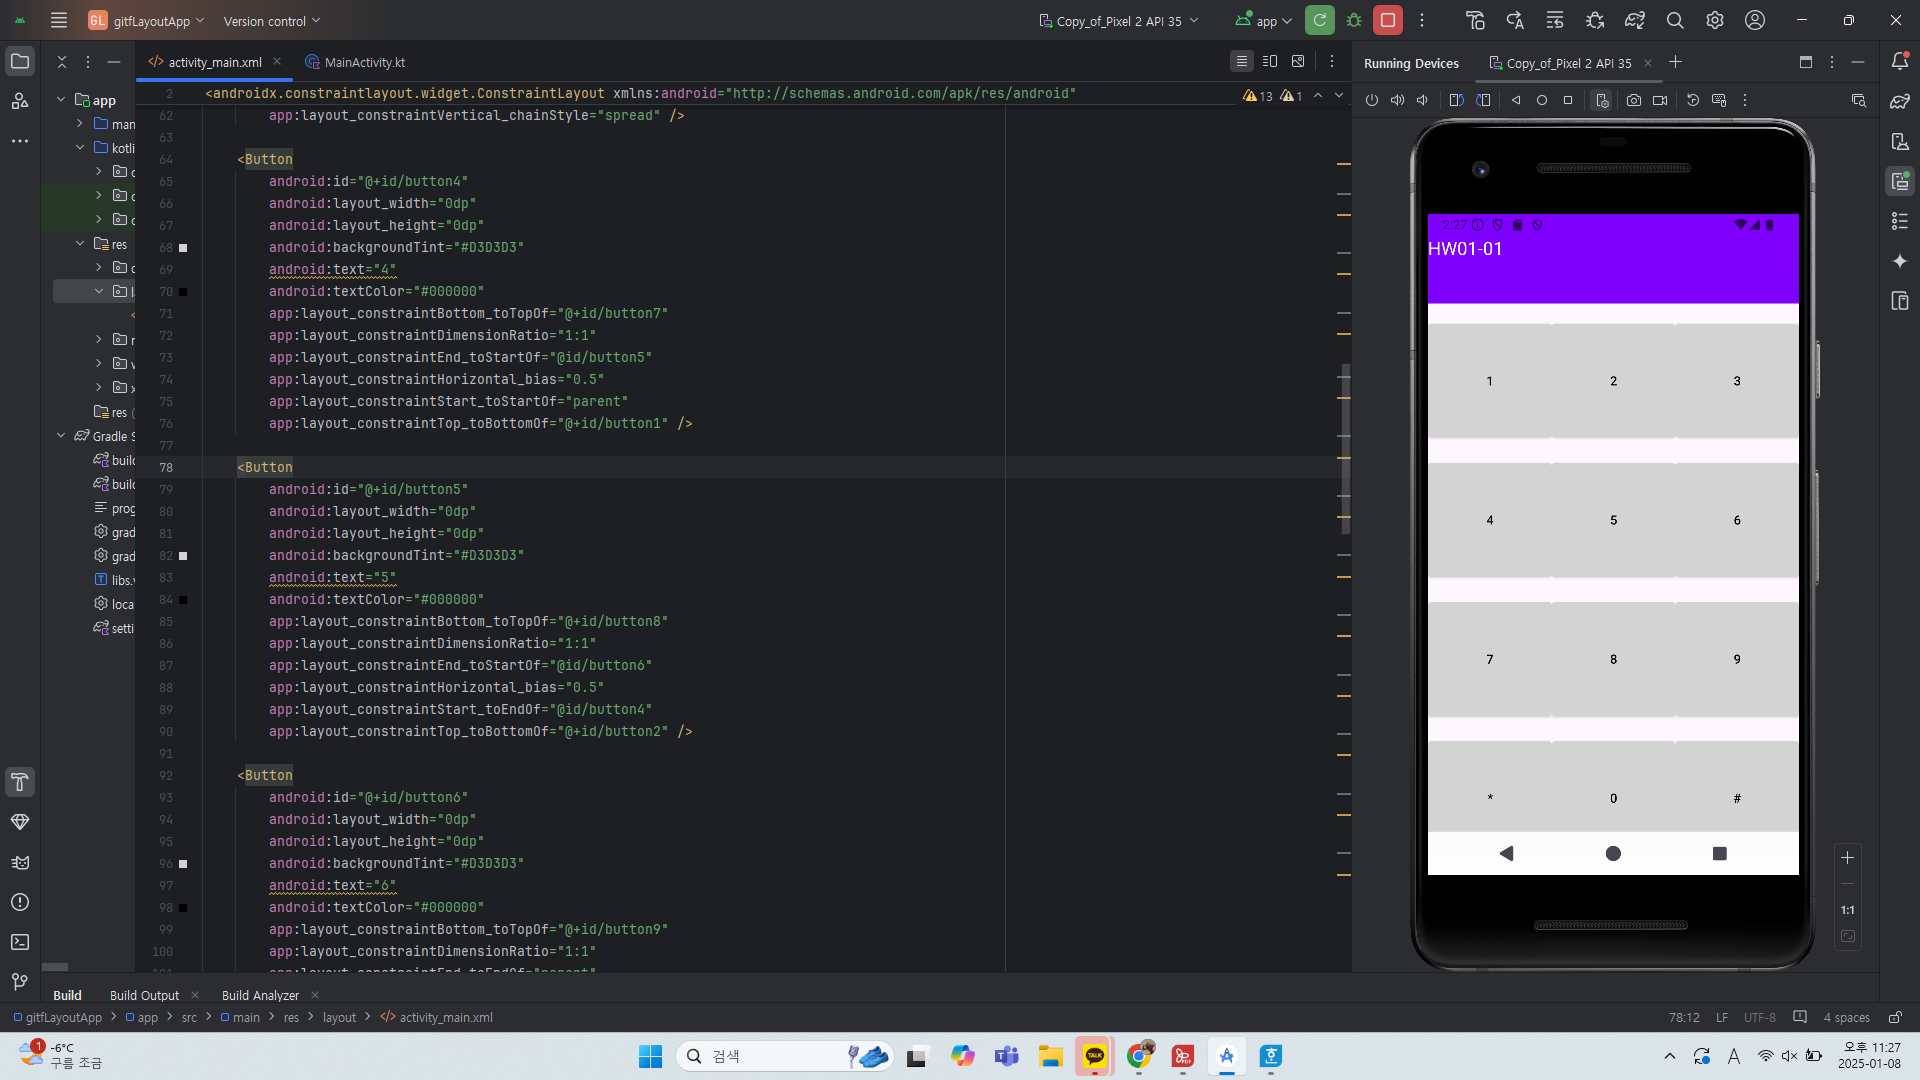 GL gitfLayoutApp Version control Copy_of_Pixel 2 API 35 app
activity_main.xml MainActivity.kt Running Devices Copy_of_Pixel 2 API 35
app
man
kotli
res
res
Gradle S
build
build
prog
grad
grad
libs.v
loca
setti
2 <androidx.constraintlayout.widget.ConstraintLayout xmlns:android="http://schemas.android.com/apk/res/android" 13 1
62 app:layout_constraintVertical_chainStyle="spread" />
63
64 <Button
65 android:id="@+id/button4"
66 android:layout_width="0dp"
67 android:layout_height="0dp"
68 android:backgroundTint="#D3D3D3"
69 android:text="4"
70 android:textColor="#000000"
71 app:layout_constraintBottom_toTopOf="@+id/button7"
72 app:layout_constraintDimensionRatio="1:1"
73 app:layout_constraintEnd_toStartOf="@id/button5"
74 app:layout_constraintHorizontal_bias="0.5"
75 app:layout_constraintStart_toStartOf="parent"
76 app:layout_constraintTop_toBottomOf="@+id/button1" />
77
78 <Button
79 android:id="@+id/button5"
80 android:layout_width="0dp"
81 android:layout_height="0dp"
82 android:backgroundTint="#D3D3D3"
83 android:text="5"
84 android:textColor="#000000"
85 app:layout_constraintBottom_toTopOf="@+id/button8"
86 app:layout_constraintDimensionRatio="1:1"
87 app:layout_constraintEnd_toStartOf="@id/button6"
88 app:layout_constraintHorizontal_bias="0.5"
89 app:layout_constraintStart_toEndOf="@id/button4"
90 app:layout_constraintTop_toBottomOf="@+id/button2" />
91
92 <Button
93 android:id="@+id/button6"
94 android:layout_width="0dp"
95 android:layout_height="0dp"
96 android:backgroundTint="#D3D3D3"
97 android:text="6"
98 android:textColor="#000000"
99 app:layout_constraintBottom_toTopOf="@+id/button9"
100 app:layout_constraintDimensionRatio="1:1"
2:27
HW01-01
1 2 3
4 5 6
7 8 9
* 0 #
1:1
Build Build Output Build Analyzer
gitfLayoutApp > app > src > main > res > layout > activity_main.xml 78:12 LF UTF-8 4 spaces
1 -6°C
구름 조금
검색
TALK
A
오후 11:27
2025-01-08